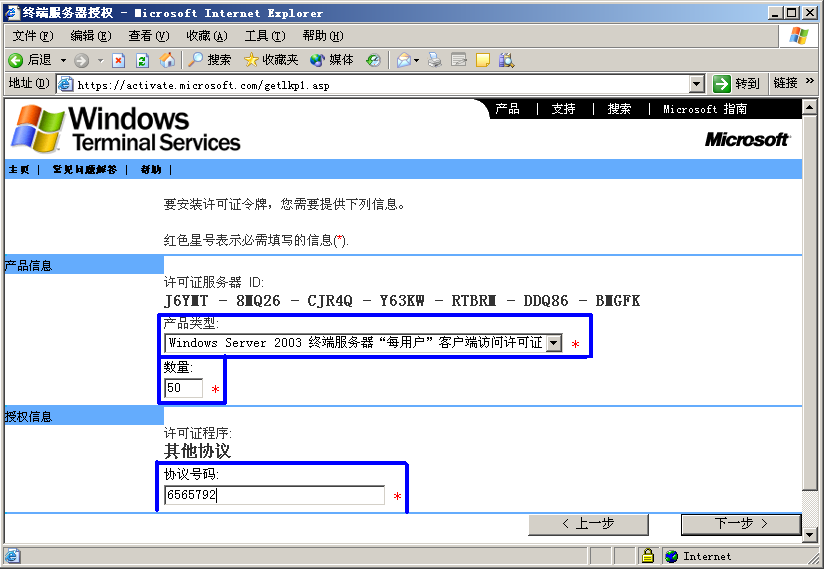 终端服务器授权 - Microsoft Internet Explorer
文件(F) 编辑(E) 查看(V) 收藏(A) 工具(T) 帮助(H)
后退 搜索 收藏夹 媒体
地址(D) https://activate.microsoft.com/getlkp1.asp 转到 链接 »
产品 | 支持 | 搜索 | Microsoft 指南
Windows
Terminal Services
Microsoft
主页 | 常见问题解答 | 帮助 |
要安装许可证令牌，您需要提供下列信息。
红色星号表示必需填写的信息(*).
产品信息
许可证服务器 ID:
J6YMT - 8MQ26 - CJR4Q - Y63KW - RTBRM - DDQ86 - BMGFK
产品类型:
Windows Server 2003 终端服务器“每用户”客户端访问许可证 *
数量:
50 *
授权信息
许可证程序:
其他协议
协议号码:
6565792 *
< 上一步 下一步 >
Internet